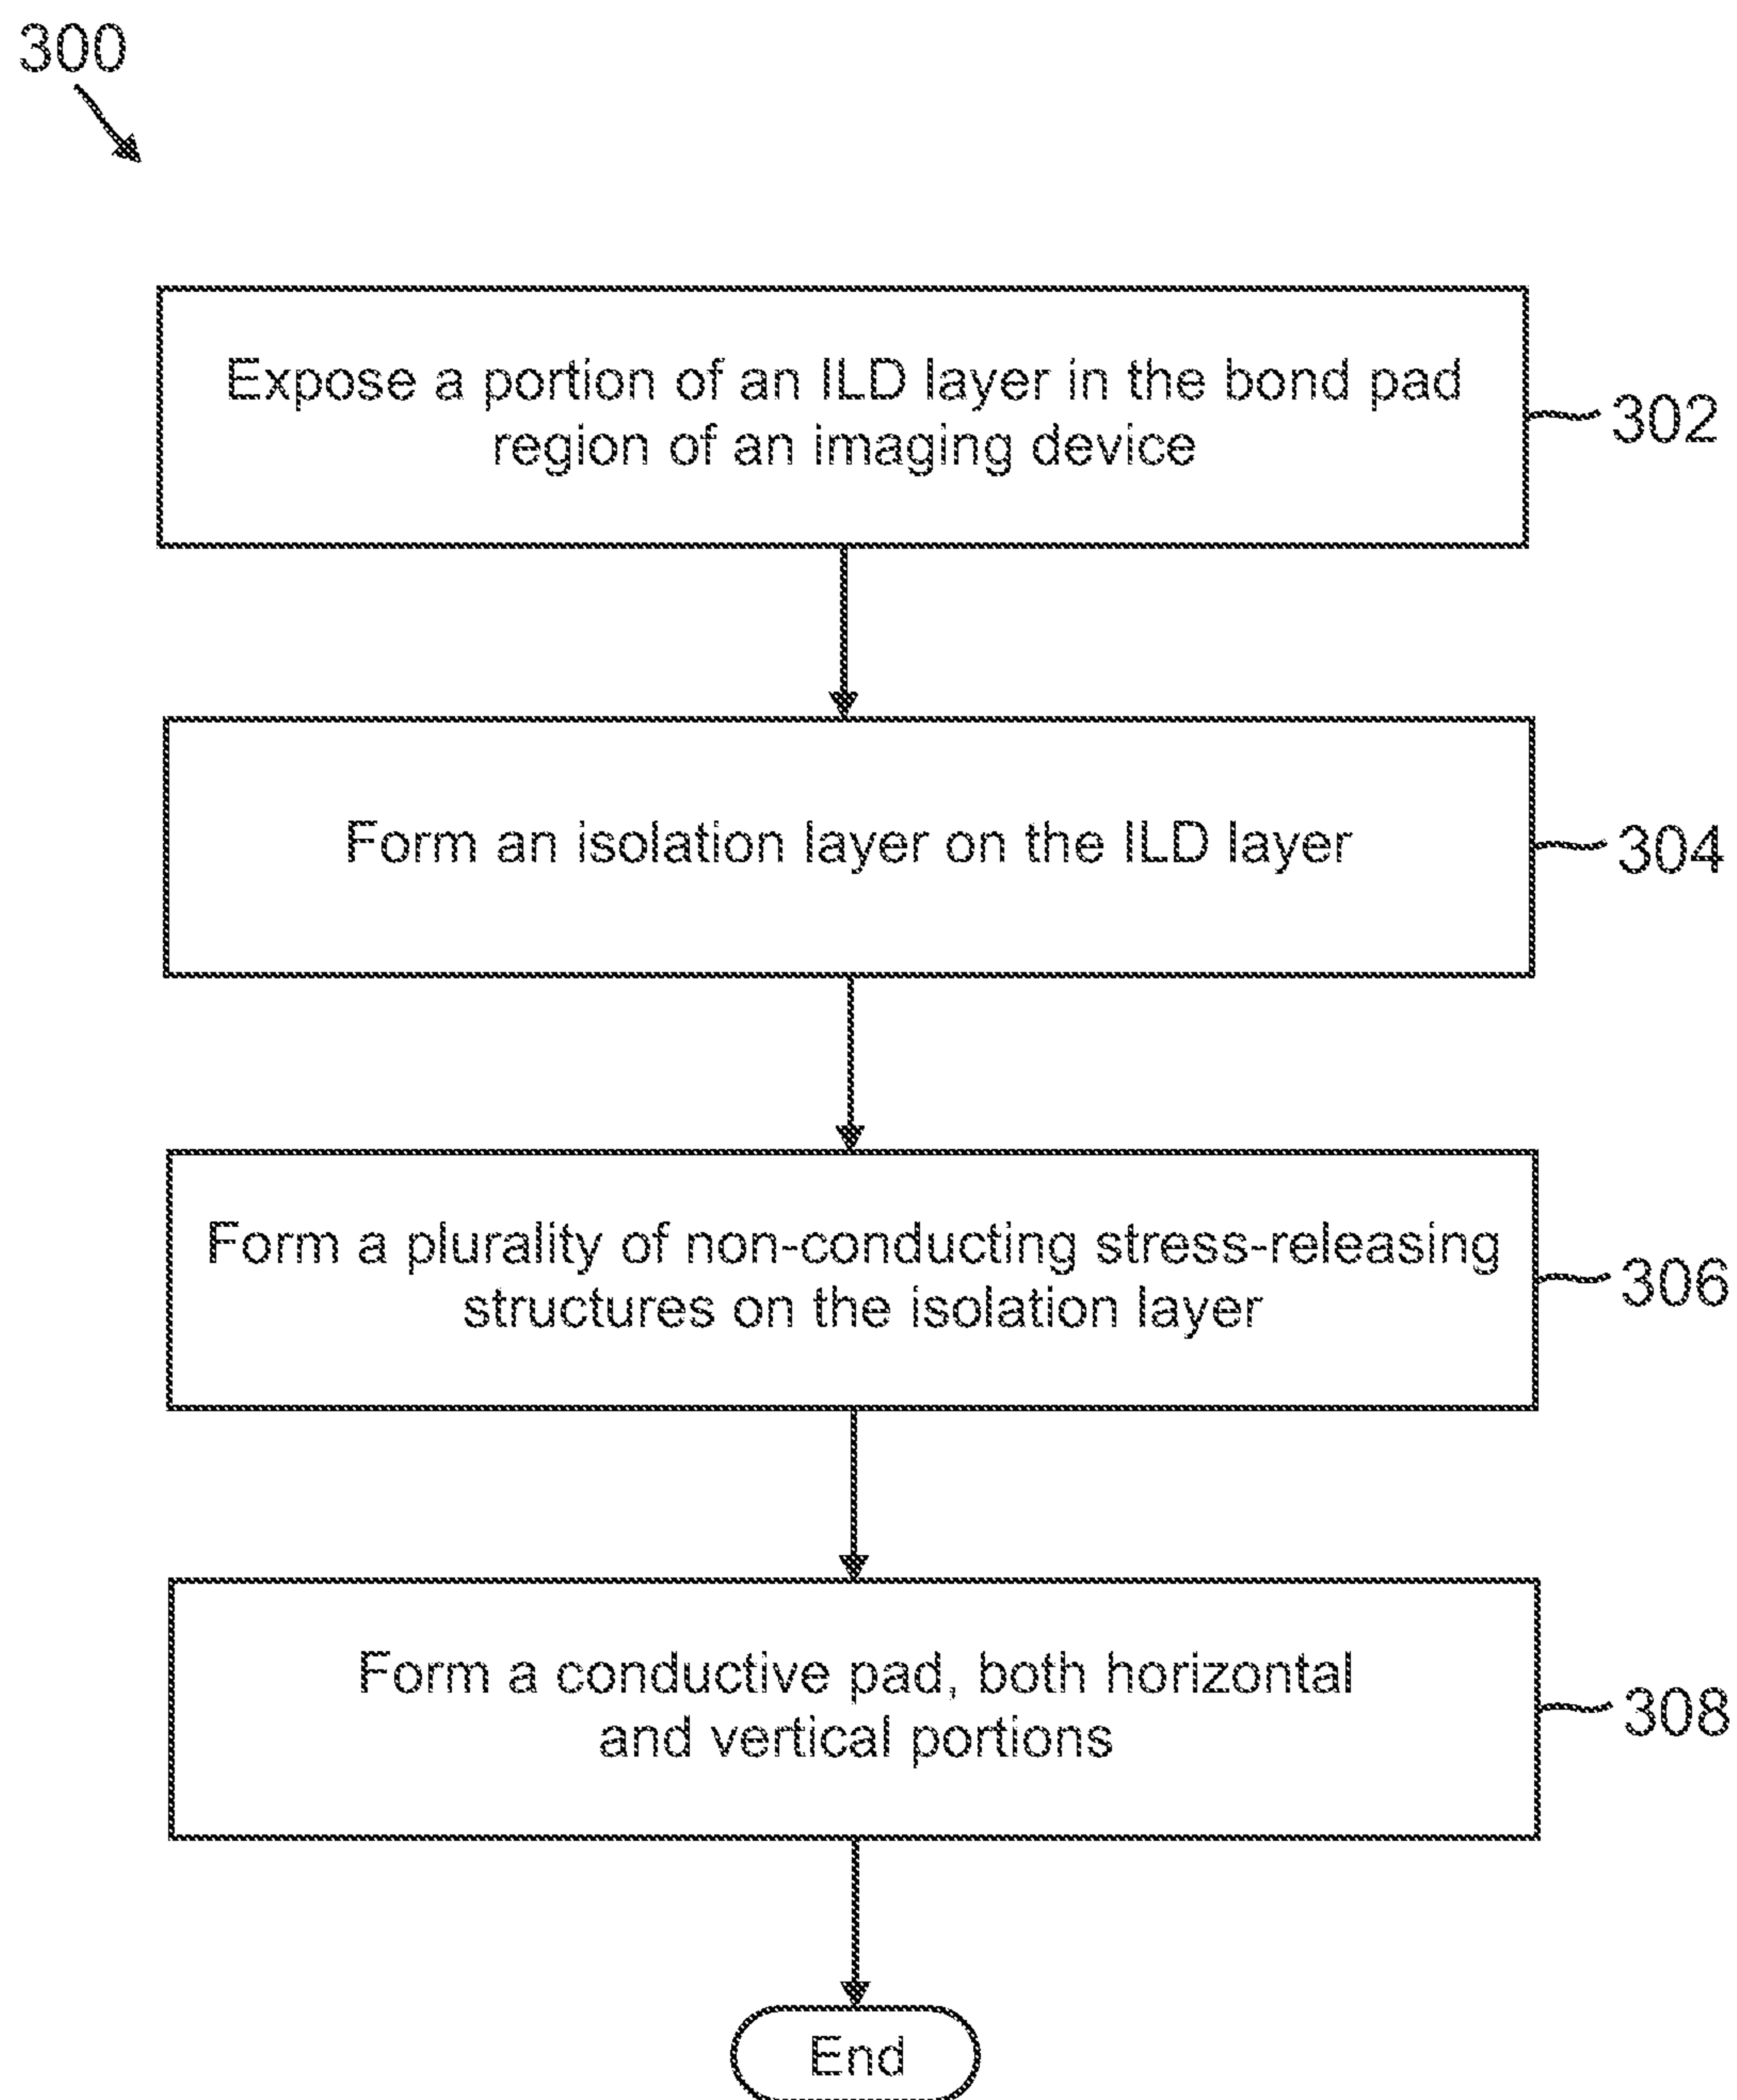 300
Expose a portion of an ILD layer in the bond pad
region of an imaging device
302
Form an isolation layer on the ILD layer
304
Form a plurality of non-conducting stress-releasing
structures on the isolation layer
306
Form a conductive pad, both horizontal
and vertical portions
308
End